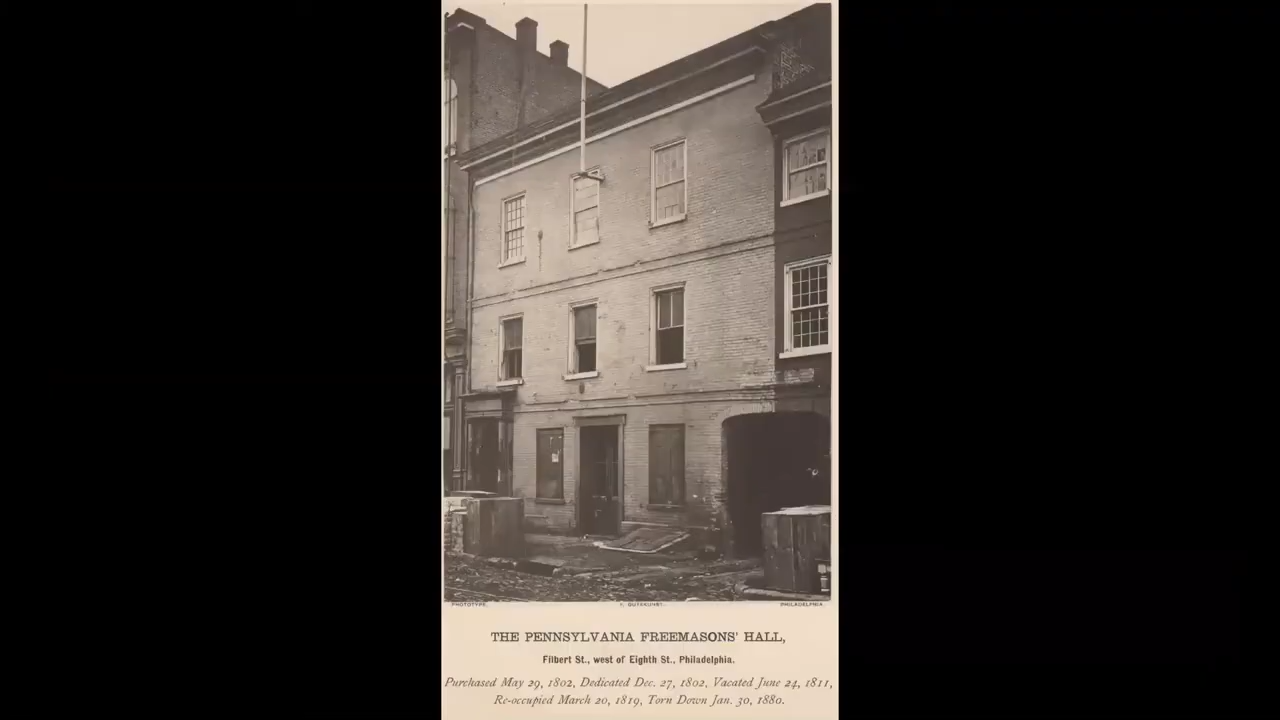 PHOTOTYPE.
F. GUTEKUNST.
PHILADELPHIA.
THE PENNSYLVANIA FREEMASONS' HALL,
Filbert St., west of Eighth St., Philadelphia.
Purchased May 29, 1802, Dedicated Dec. 27, 1802, Vacated June 24, 1811,
Re-occupied March 20, 1819, Torn Down Jan. 30, 1880.